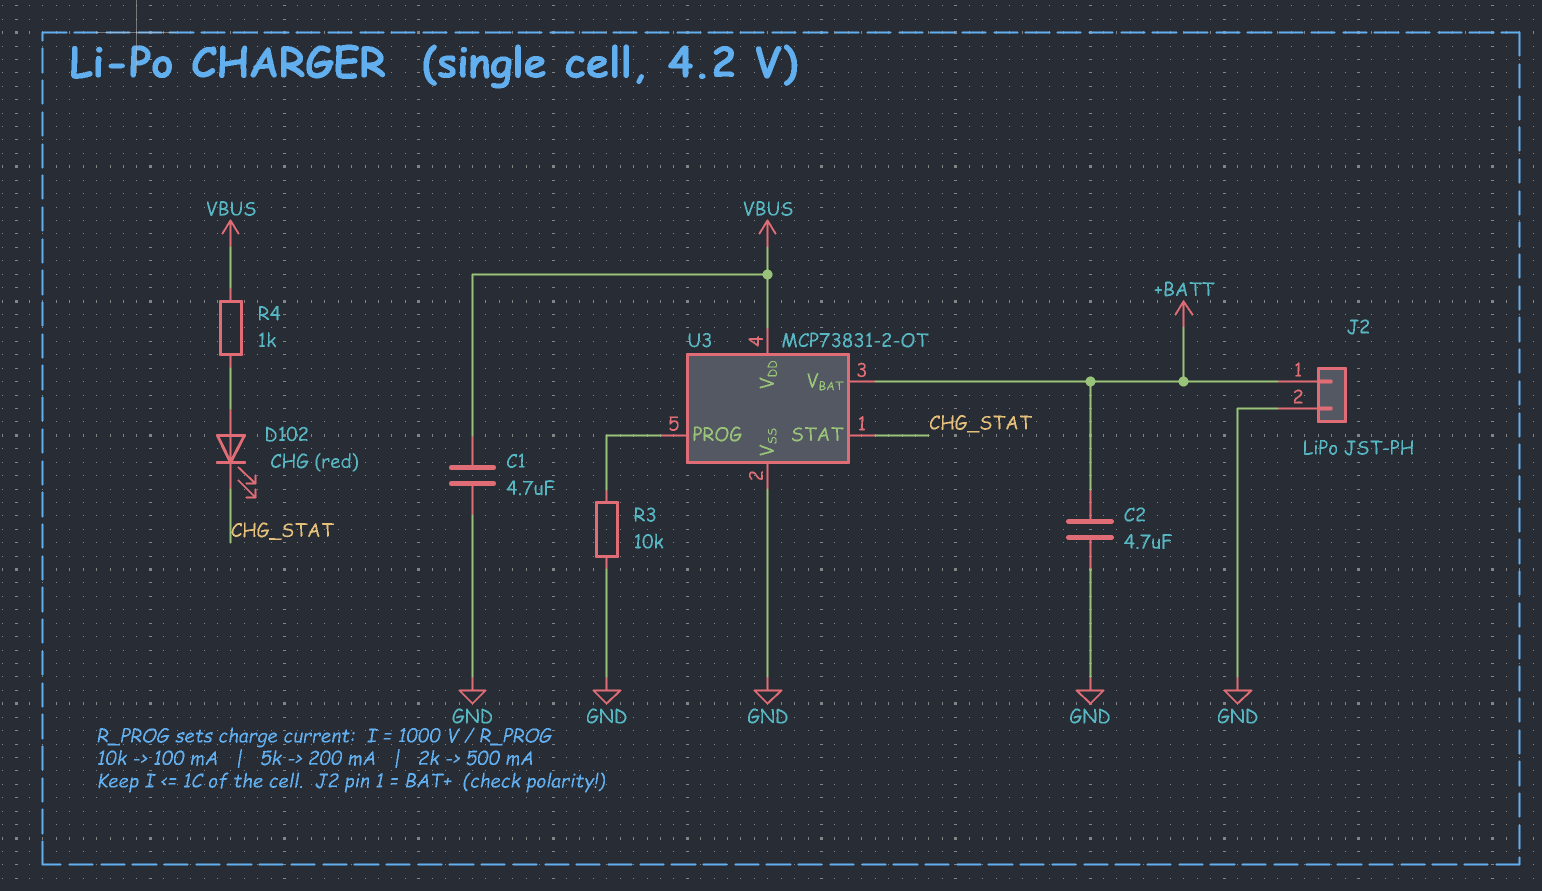 Li-Po CHARGER (single cell, 4.2 V)
VBUS
VBUS
+BATT
R4
1k
J2
U3
4
MCP73831-2-OT
VDD
VBAT
3
1
2
5
PROG
VSS
STAT
1
CHG_STAT
2
D102
CHG (red)
LiPo JST-PH
C1
4.7uF
R3
10k
C2
4.7uF
CHG_STAT
GND
GND
GND
GND
GND
R_PROG sets charge current: I = 1000 V / R_PROG
10k -> 100 mA | 5k -> 200 mA | 2k -> 500 mA
Keep I <= 1C of the cell. J2 pin 1 = BAT+ (check polarity!)